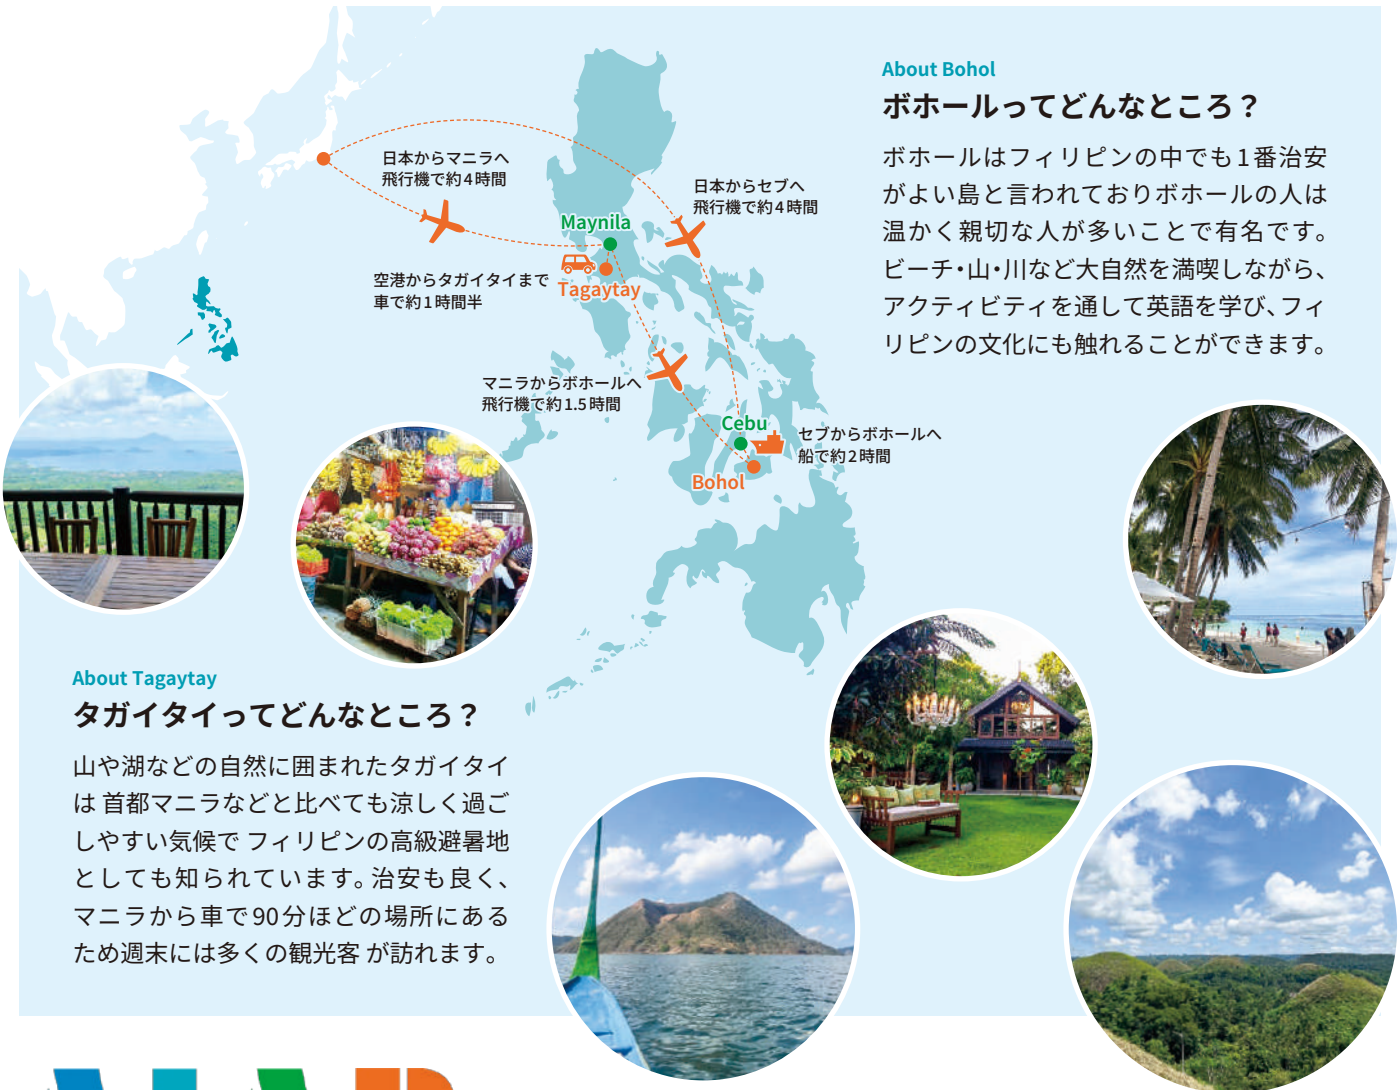 About Bohol
ボホールってどんなところ？
ボホールはフィリピンの中でも1番治安
がよい島と言われておりボホールの人は
温かく親切な人が多いことで有名です。
ビーチ・山・川など大自然を満喫しながら、
アクティビティを通して英語を学び、フィ
リピンの文化にも触れることができます。
日本からマニラへ
飛行機で約4時間
日本からセブへ
飛行機で約4時間
Maynila
空港からタガイタイまで
車で約1時間半
Tagaytay
マニラからボホールへ
飛行機で約1.5時間
Cebu
セブからボホールへ
船で約2時間
Bohol
About Tagaytay
タガイタイってどんなところ？
山や湖などの自然に囲まれたタガイタイ
は 首都マニラなどと比べても涼しく過ご
しやすい気候で フィリピンの高級避暑地
としても知られています。治安も良く、
マニラから車で90分ほどの場所にある
ため週末には多くの観光客 が訪れます。